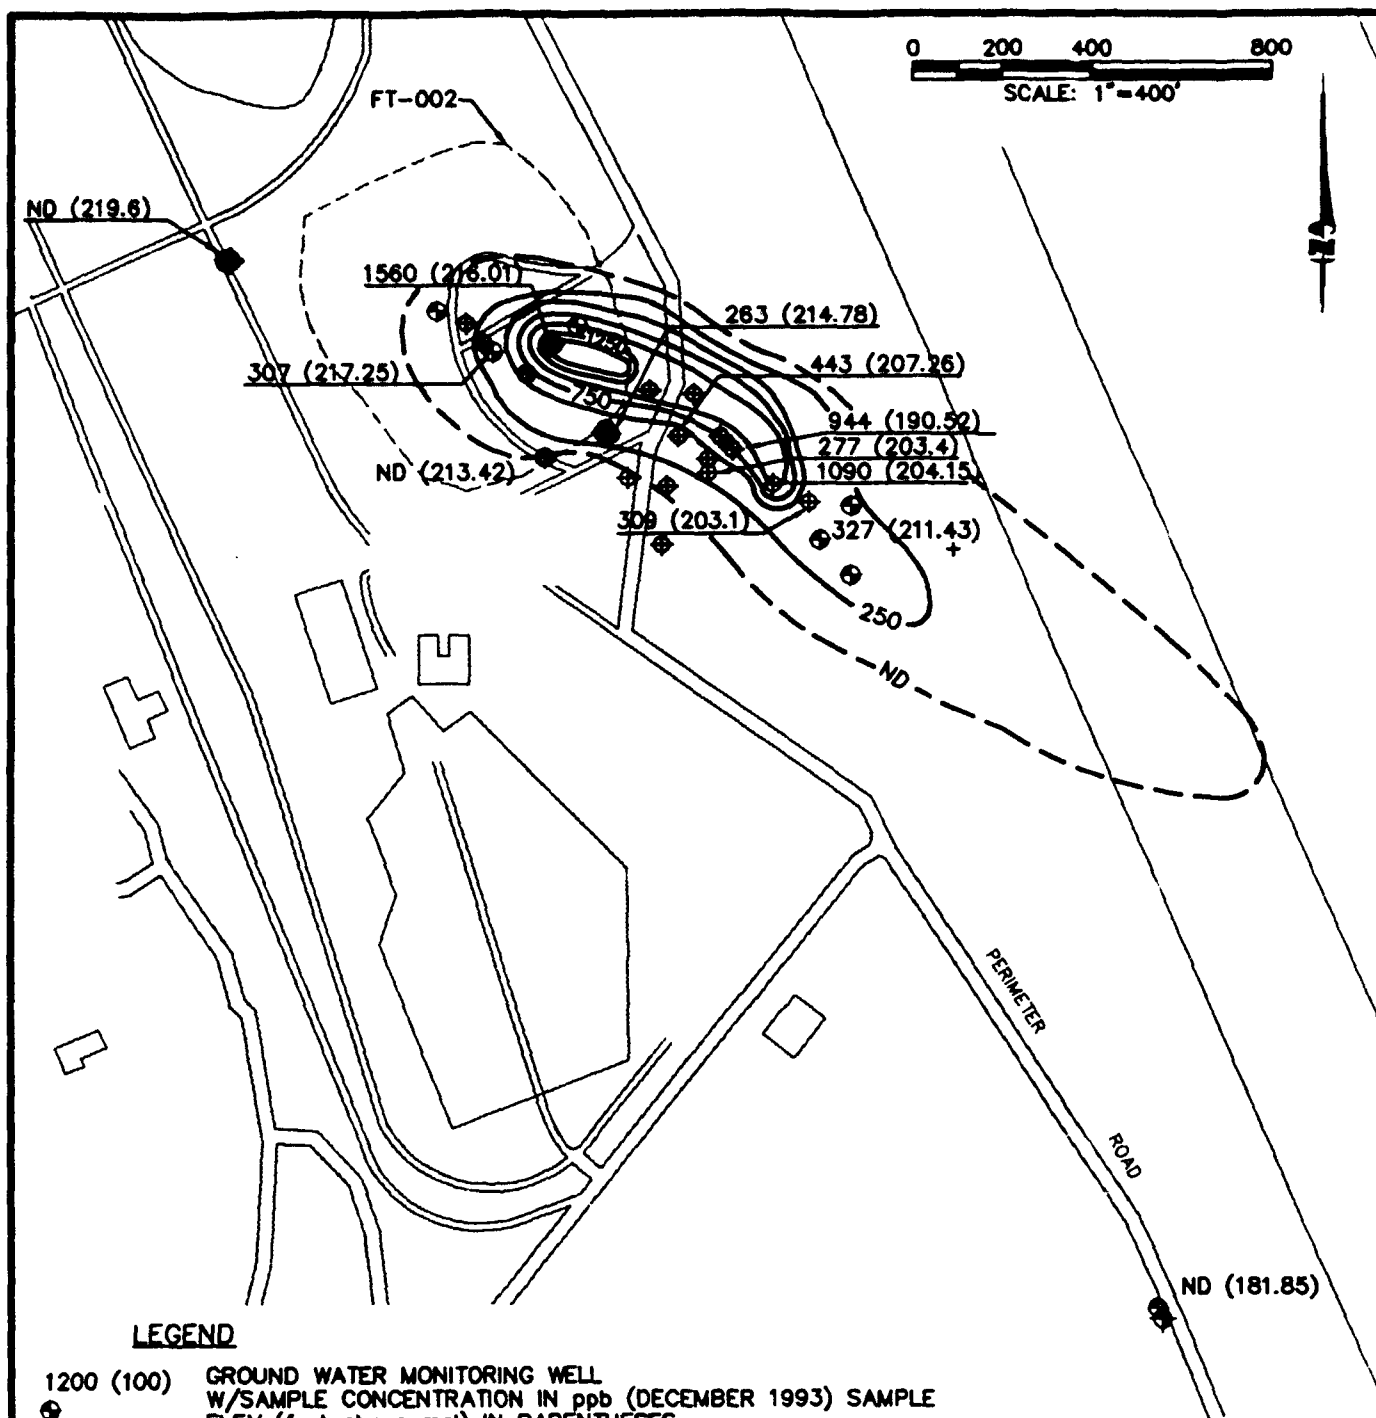 0 200 400 800
SCALE: 1"=400'
FT-002
N
ND (219.6)
1560 (216.01)
263 (214.78)
1250
443 (207.26)
307 (217.25)
750
944 (190.52)
277 (203.4)
ND (213.42)
1090 (204.15)
309 (203.1)
327 (211.43)
250
ND
PERIMETER
ROAD
ND (181.85)
LEGEND
1200 (100) GROUND WATER MONITORING WELL
W/SAMPLE CONCENTRATION IN ppb (DECEMBER 1993) SAMPLE